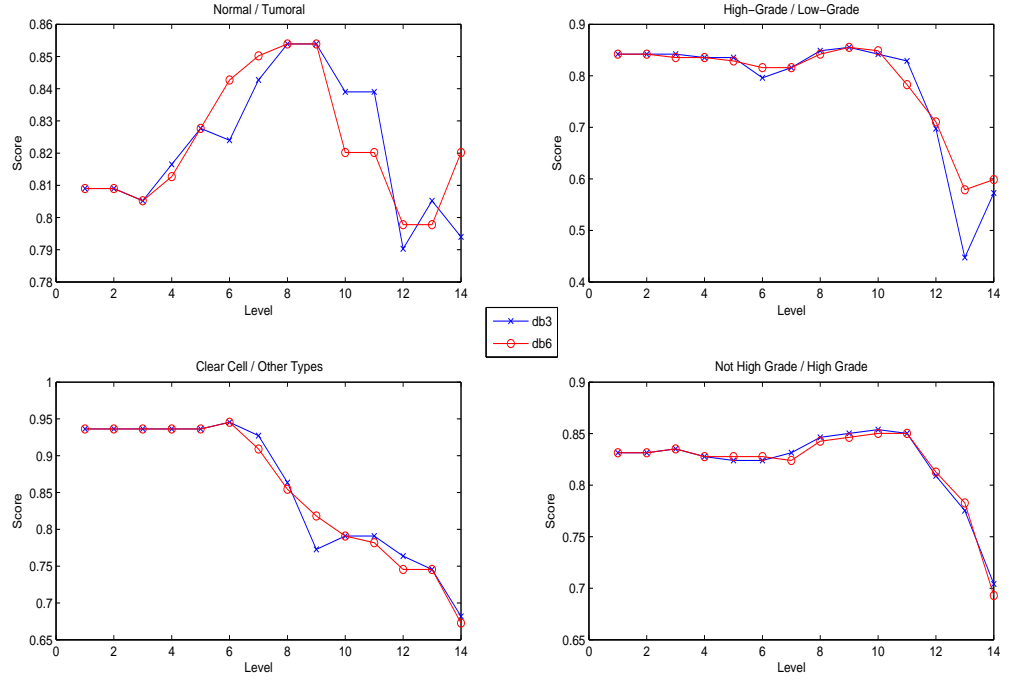 Normal / Tumoral
0.86
0.85
0.84
0.83
0.82
0.81
0.8
0.79
0.78
Score
0 2 4 6 8 10 12 14
Level
High−Grade / Low−Grade
0.9
0.8
0.7
0.6
0.5
0.4
Score
0 2 4 6 8 10 12 14
Level
db3
db6
Clear Cell / Other Types
1
0.95
0.9
0.85
0.8
0.75
0.7
0.65
Score
0 2 4 6 8 10 12 14
Level
Not High Grade / High Grade
0.9
0.85
0.8
0.75
0.7
0.65
Score
0 2 4 6 8 10 12 14
Level